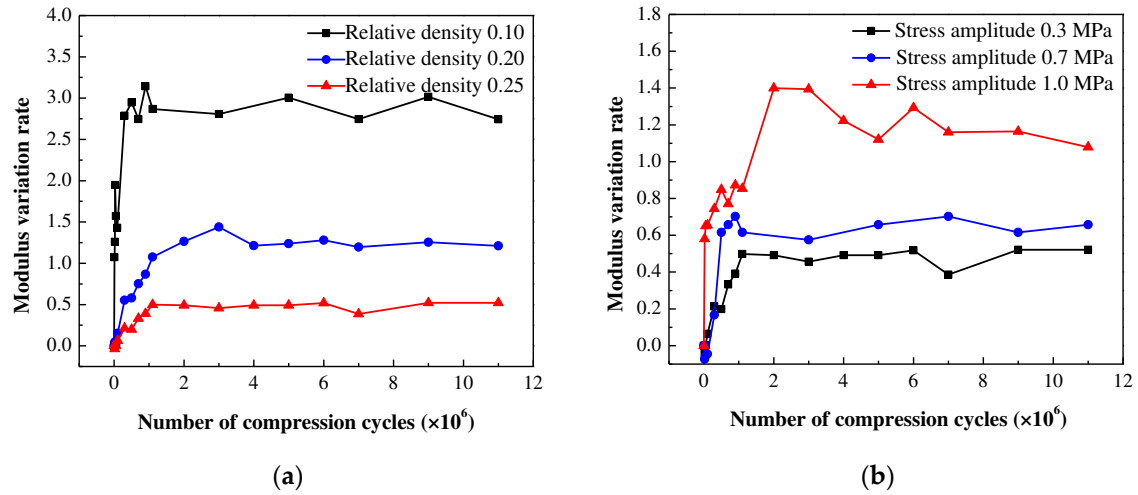 4.0
3.5
3.0
2.5
2.0
1.5
1.0
0.5
0.0
Modulus variation rate
Relative density 0.10
Relative density 0.20
Relative density 0.25
0 2 4 6 8 10 12
Number of compression cycles (×10⁶)
(a)
1.8
1.6
1.4
1.2
1.0
0.8
0.6
0.4
0.2
0.0
Modulus variation rate
Stress amplitude 0.3 MPa
Stress amplitude 0.7 MPa
Stress amplitude 1.0 MPa
0 2 4 6 8 10 12
Number of compression cycles (×10⁶)
(b)